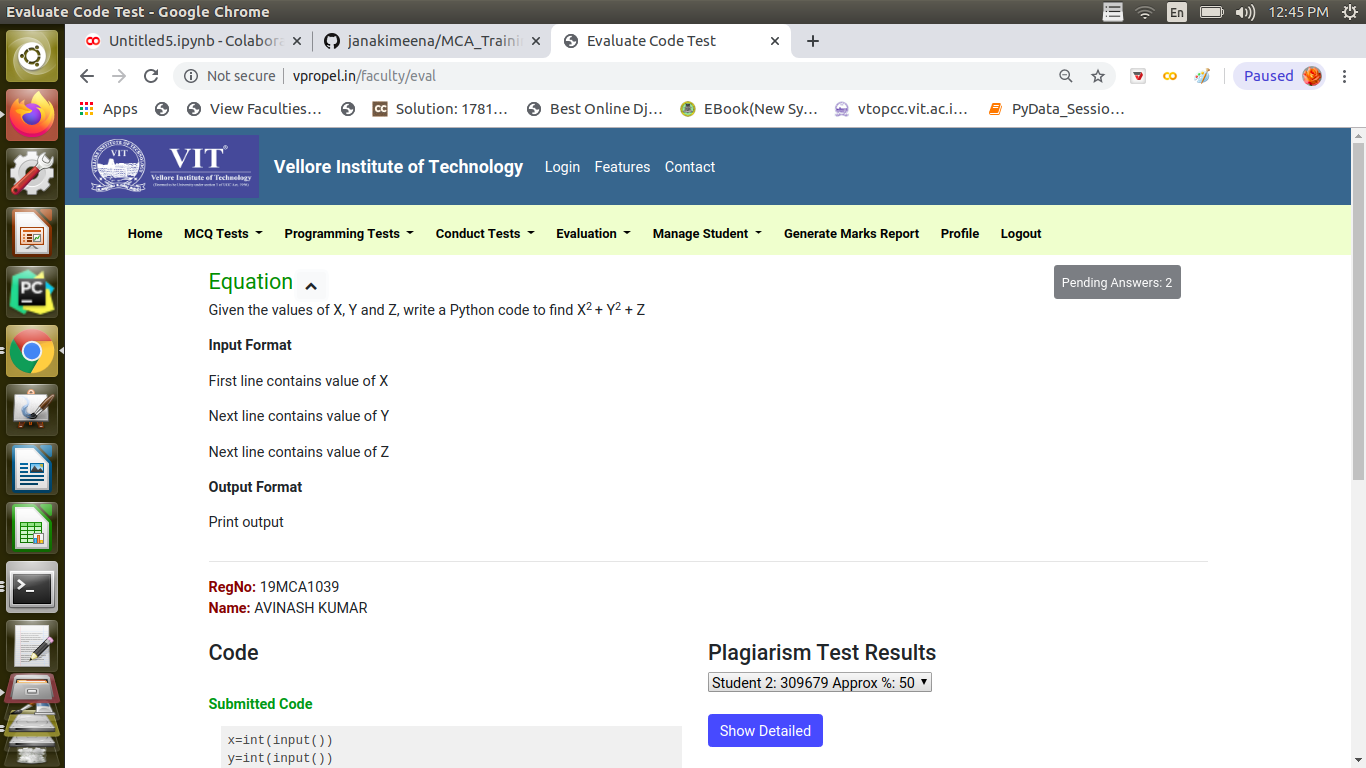 Evaluate Code Test - Google Chrome
En
12:45 PM
Untitled5.ipynb - Colabora
janakimeena/MCA_Traini
Evaluate Code Test
Not secure
vpropel.in/faculty/eval
Paused
Apps
View Faculties…
CC
Solution: 1781…
Best Online Dj…
EBook(New Sy…
vtopcc.vit.ac.i…
PyData_Sessio…
VIT
VIT®
Vellore Institute of Technology
Vellore Institute of Technology
Login
Features
Contact
Home
MCQ Tests
Programming Tests
Conduct Tests
Evaluation
Manage Student
Generate Marks Report
Profile
Logout
Equation
Pending Answers: 2
Given the values of X, Y and Z, write a Python code to find X² + Y² + Z
Input Format
First line contains value of X
Next line contains value of Y
Next line contains value of Z
Output Format
Print output
RegNo: 19MCA1039
Name: AVINASH KUMAR
Code
Plagiarism Test Results
Student 2: 309679 Approx %: 50
Submitted Code
Show Detailed
x=int(input())
y=int(input())
PC